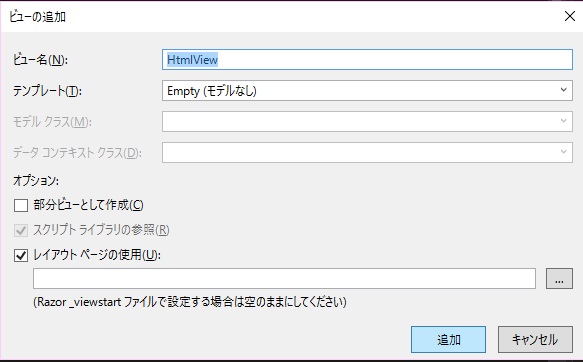 ビューの追加
ビュー名(N):
HtmlView
テンプレート(T):
Empty (モデルなし)
モデル クラス(M):
データ コンテキスト クラス(D):
オプション:
部分ビューとして作成(C)
スクリプト ライブラリの参照(R)
レイアウト ページの使用(U):
...
(Razor _viewstart ファイルで設定する場合は空のままにしてください)
追加
キャンセル